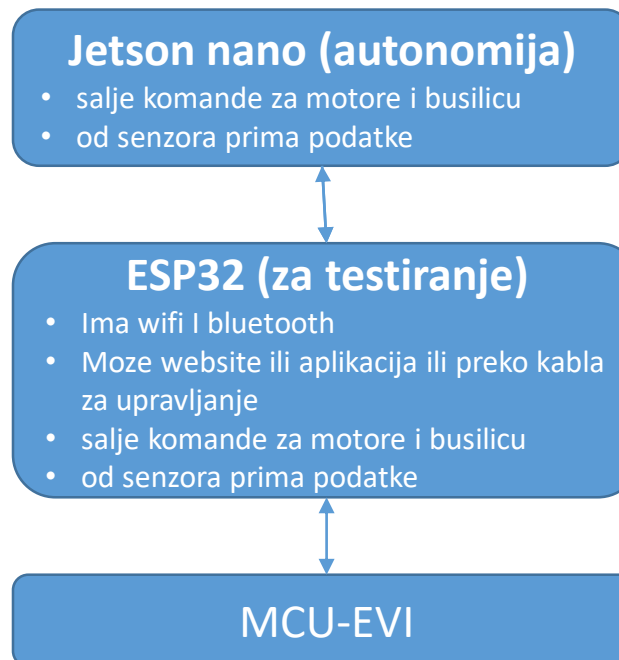 Jetson nano (autonomija)
• salje komande za motore i busilicu
• od senzora prima podatke
ESP32 (za testiranje)
• Ima wifi I bluetooth
• Moze website ili aplikacija ili preko kabla
za upravljanje
• salje komande za motore i busilicu
• od senzora prima podatke
MCU-EVI